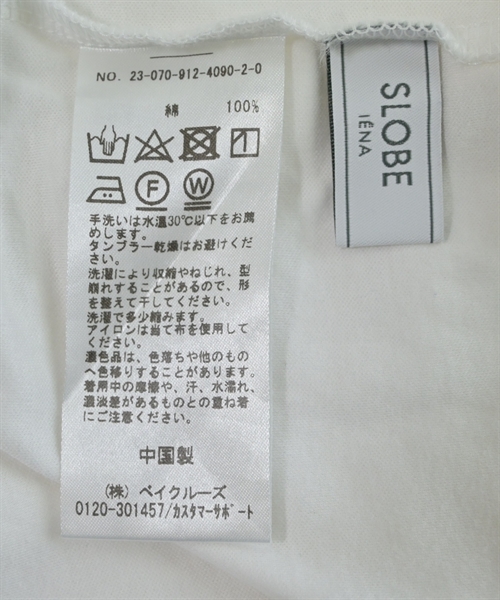 NO. 23-070-912-4090-2-0
綿 100%
F
W
手洗いは水温30℃以下をお薦
めします。
タンブラー乾燥はお避けくださ
い。
洗濯により収縮やねじれ、型
崩れすることがあるので、形
を整えて干してください。
洗濯で多少縮みます。
アイロンは当て布を使用して
ください。
濃色品は、色落ちや他のもの
へ色移りすることがあります。
着用中の摩擦や、汗、水濡れ、
濃淡差があるものとの重ね着
にご注意ください。
中国製
(株) ベイクルーズ
0120-301457/カスタマーサポート
SLOBE
IÉNA